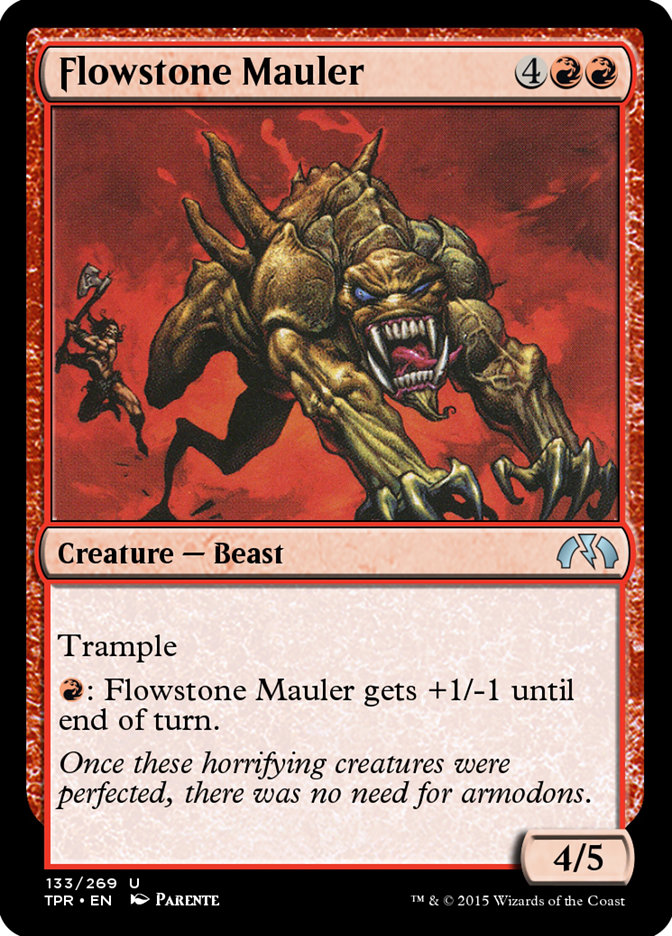 Flowstone Mauler 4
Creature — Beast
Trample
: Flowstone Mauler gets +1/-1 until
end of turn.
Once these horrifying creatures were
perfected, there was no need for armodons.
4/5
133/269 U
TPR • EN Parente
™ & © 2015 Wizards of the Coast